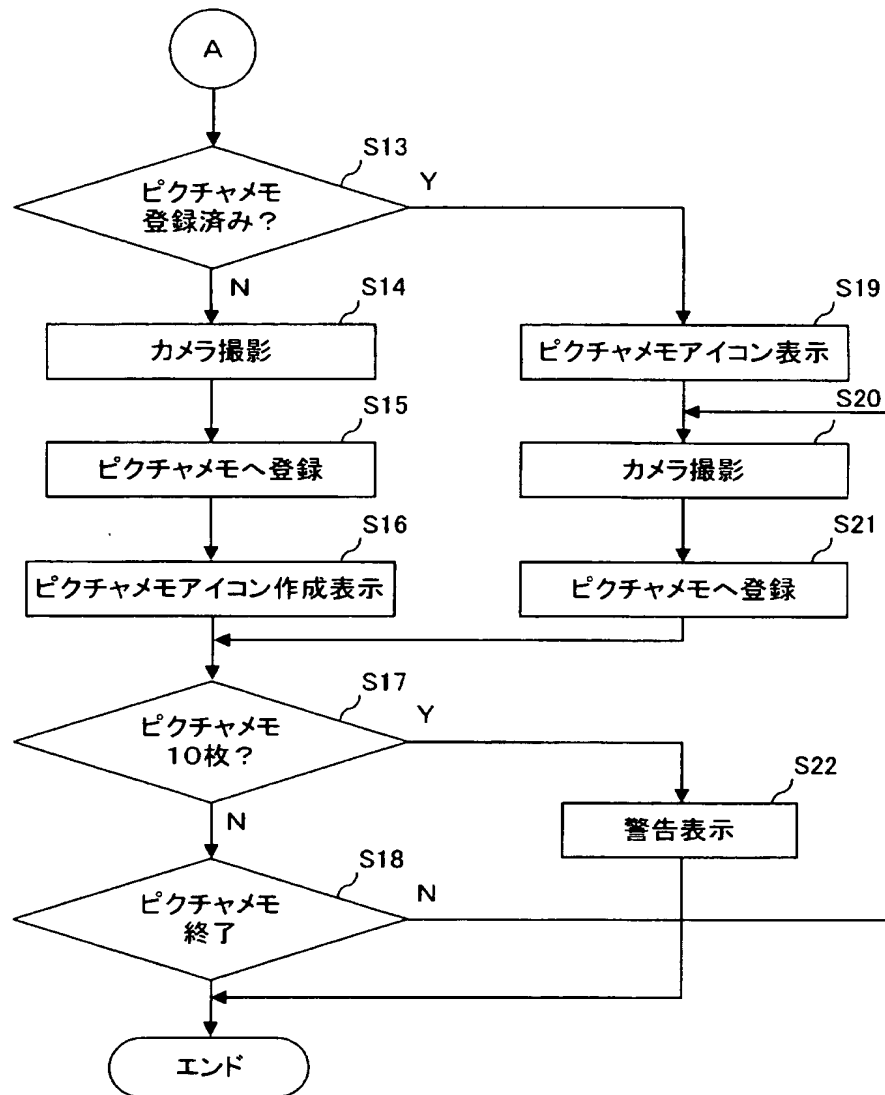 A
S13
ピクチャメモ
登録済み？
Y
N
S14
カメラ撮影
S15
ピクチャメモへ登録
S16
ピクチャメモアイコン作成表示
S19
ピクチャメモアイコン表示
S20
カメラ撮影
S21
ピクチャメモへ登録
S17
ピクチャメモ
10枚？
Y
N
S22
警告表示
S18
ピクチャメモ
終了
N
エンド